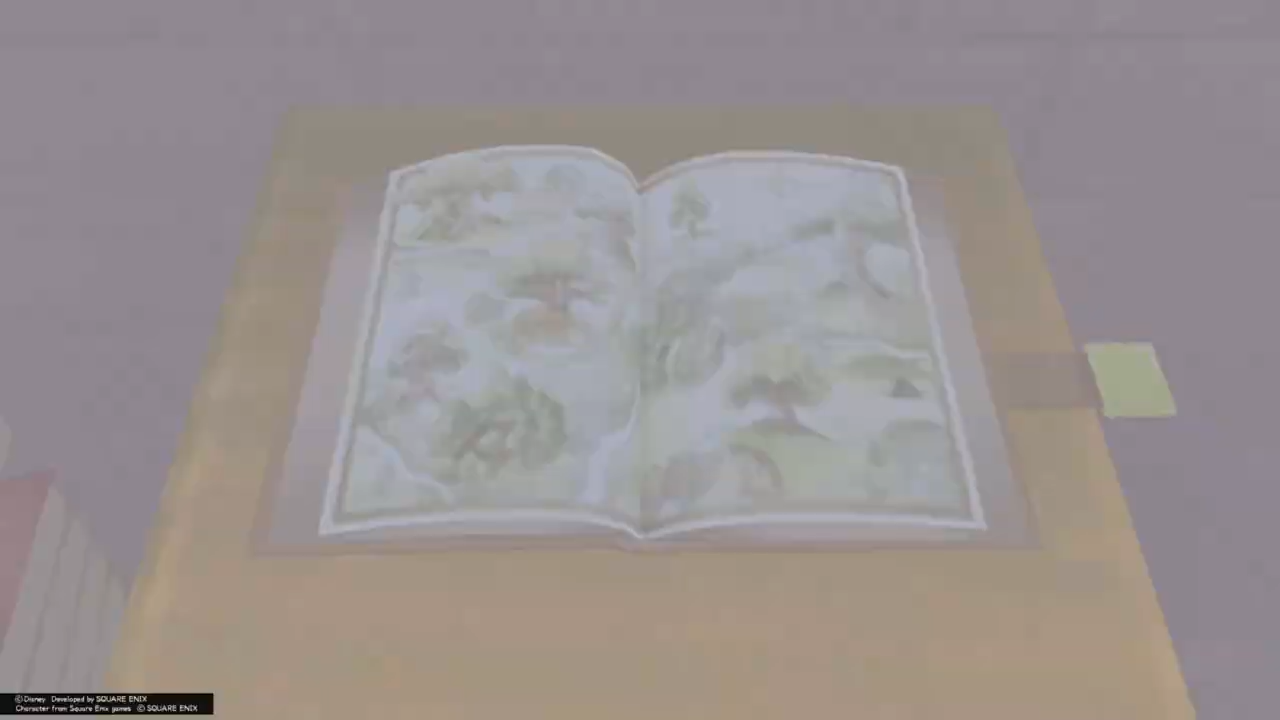 ©Disney Developed by SQUARE ENIX
Character from Square Enix games © SQUARE ENIX